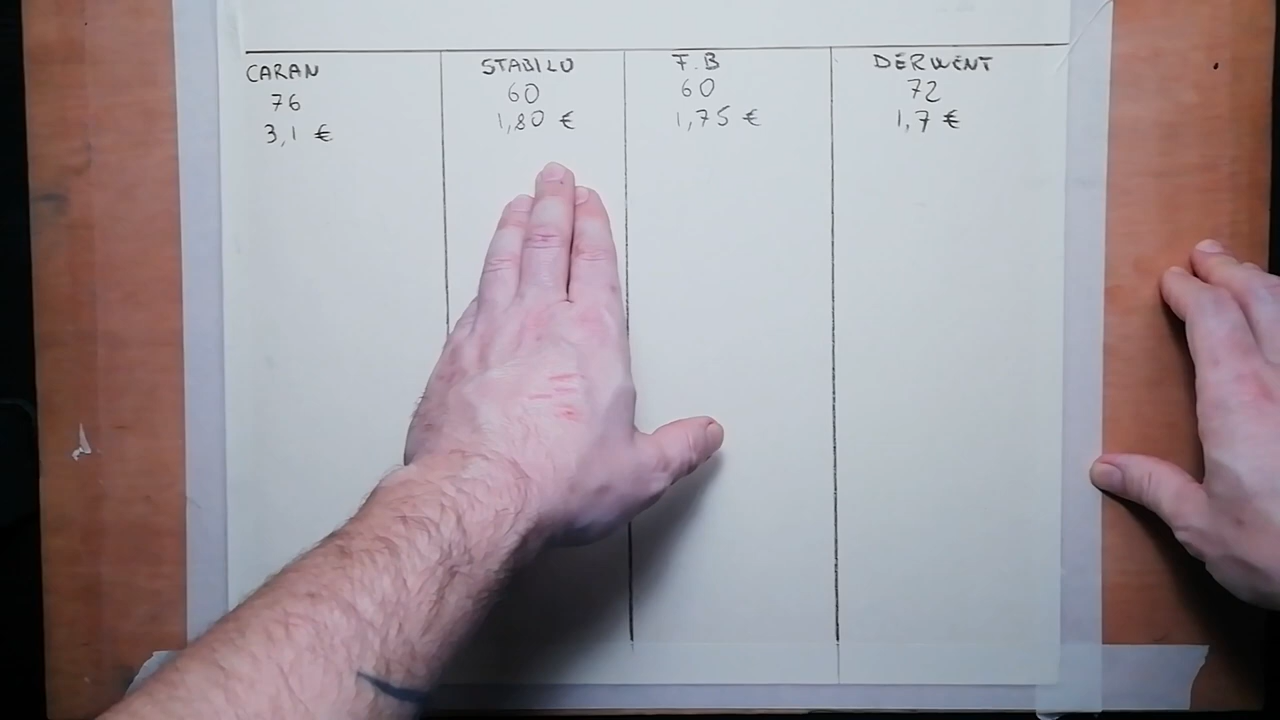 CARAN
76
3,1 €
STABILO
60
1,80 €
F.B
60
1,75 €
DERWENT
72
1,7 €